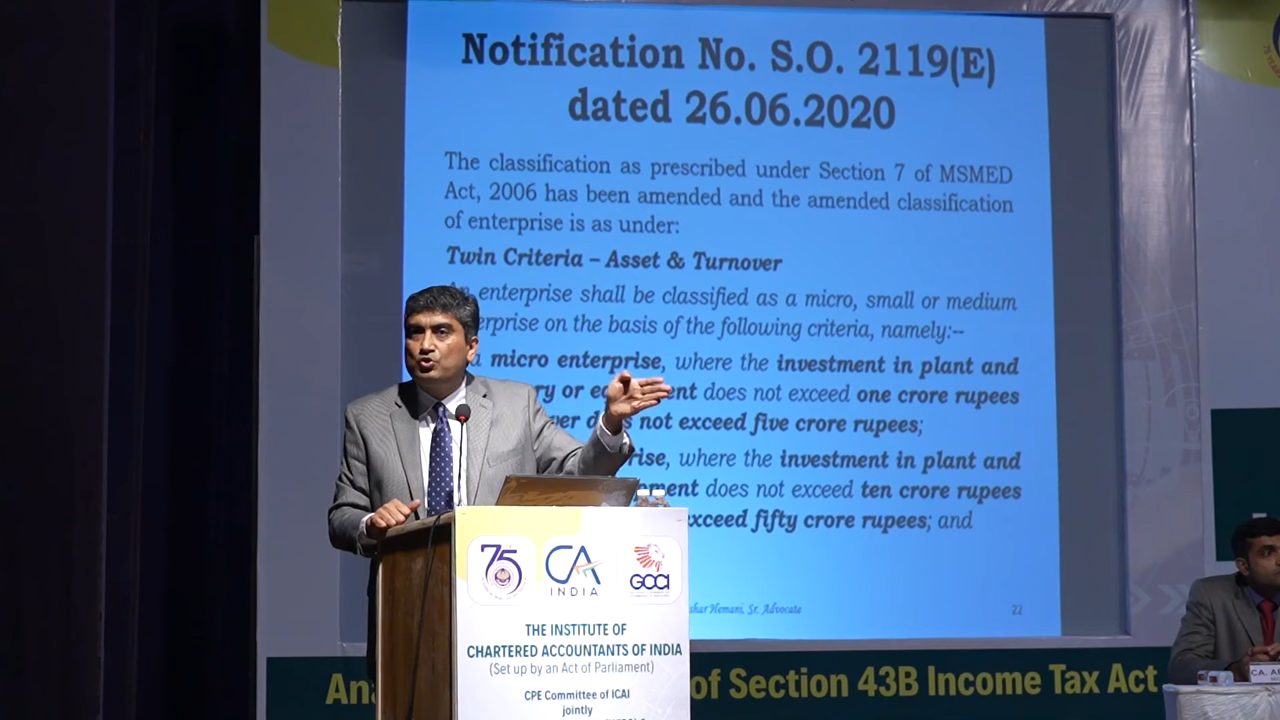 Notification No. S.O. 2119(E)
dated 26.06.2020
The classification as prescribed under Section 7 of MSMED
Act, 2006 has been amended and the amended classification
of enterprise is as under:
Twin Criteria – Asset & Turnover
enterprise shall be classified as a micro, small or medium
on the basis of the following criteria, namely:--
micro enterprise, where the investment in plant and
or does not exceed one crore rupees
not exceed five crore rupees;
where the investment in plant and
does not exceed ten crore rupees
exceed fifty crore rupees; and
Hemani, Sr. Advocate
22
75
CA
INDIA
GCCI
THE INSTITUTE OF
CHARTERED ACCOUNTANTS OF INDIA
(Set up by an Act of Parliament)
CPE Committee of ICAI
jointly
of Section 43B Income Tax Act
CA.